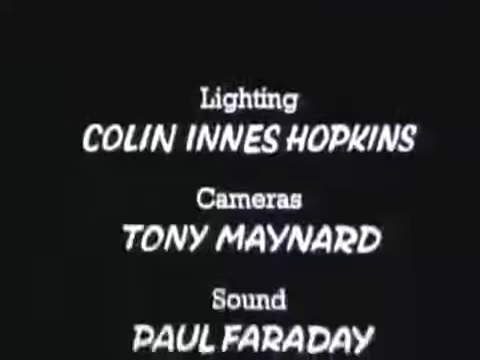 Lighting
COLIN INNES HOPKINS
Cameras
TONY MAYNARD
Sound
PAUL FARADAY